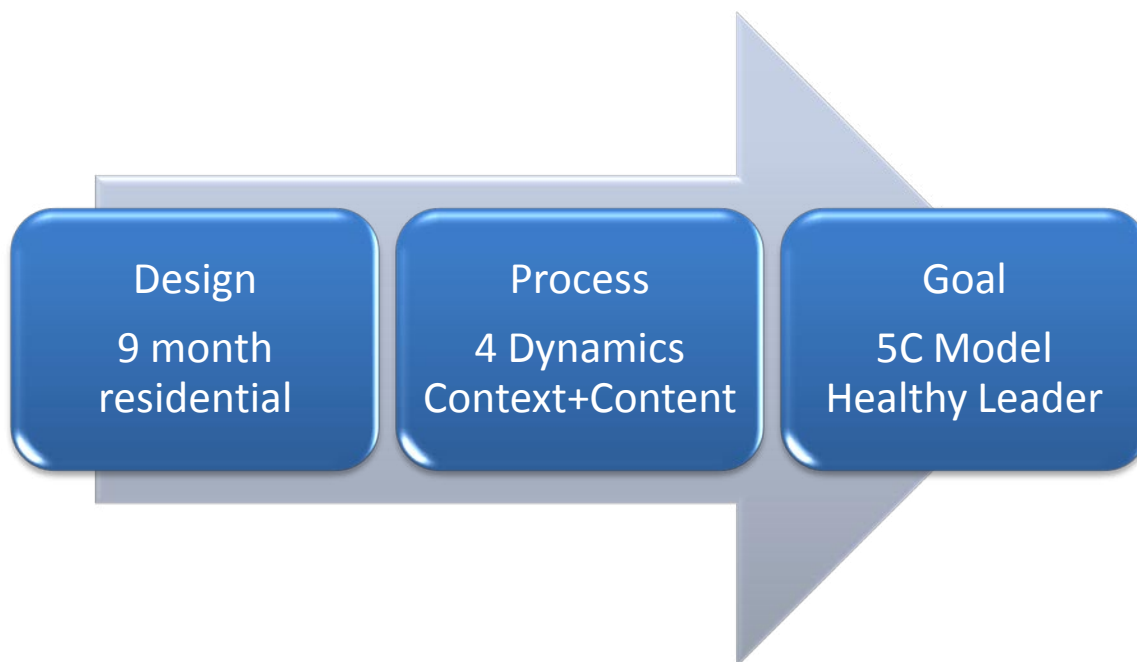 Design
9 month
residential
Process
4 Dynamics
Context+Content
Goal
5C Model
Healthy Leader